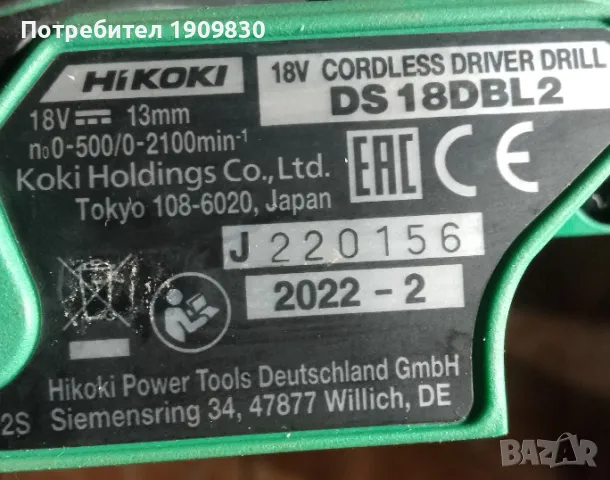 Потребител 1909830
HiKOKI
18V CORDLESS DRIVER DRILL
DS 18DBL2
18V 13mm
n₀0-500/0-2100min⁻¹
Koki Holdings Co., Ltd.
Tokyo 108-6020, Japan
EAC CE
J 220156
2022 - 2
Hikoki Power Tools Deutschland GmbH
2S Siemensring 34, 47877 Willich, DE
BAZAR